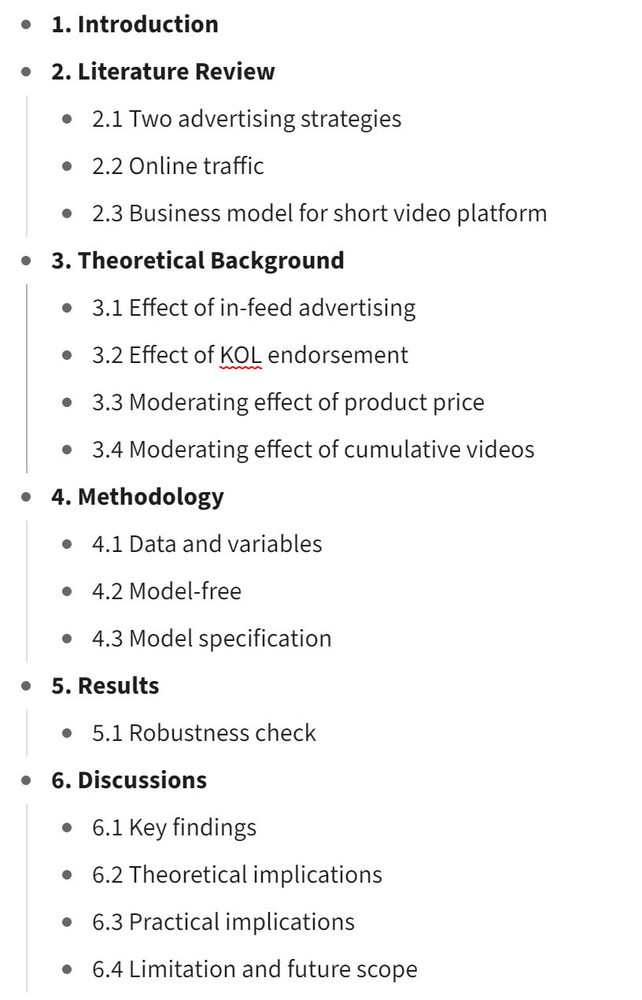 1. Introduction
2. Literature Review
2.1 Two advertising strategies
2.2 Online traffic
2.3 Business model for short video platform
3. Theoretical Background
3.1 Effect of in-feed advertising
3.2 Effect of KOL endorsement
3.3 Moderating effect of product price
3.4 Moderating effect of cumulative videos
4. Methodology
4.1 Data and variables
4.2 Model-free
4.3 Model specification
5. Results
5.1 Robustness check
6. Discussions
6.1 Key findings
6.2 Theoretical implications
6.3 Practical implications
6.4 Limitation and future scope